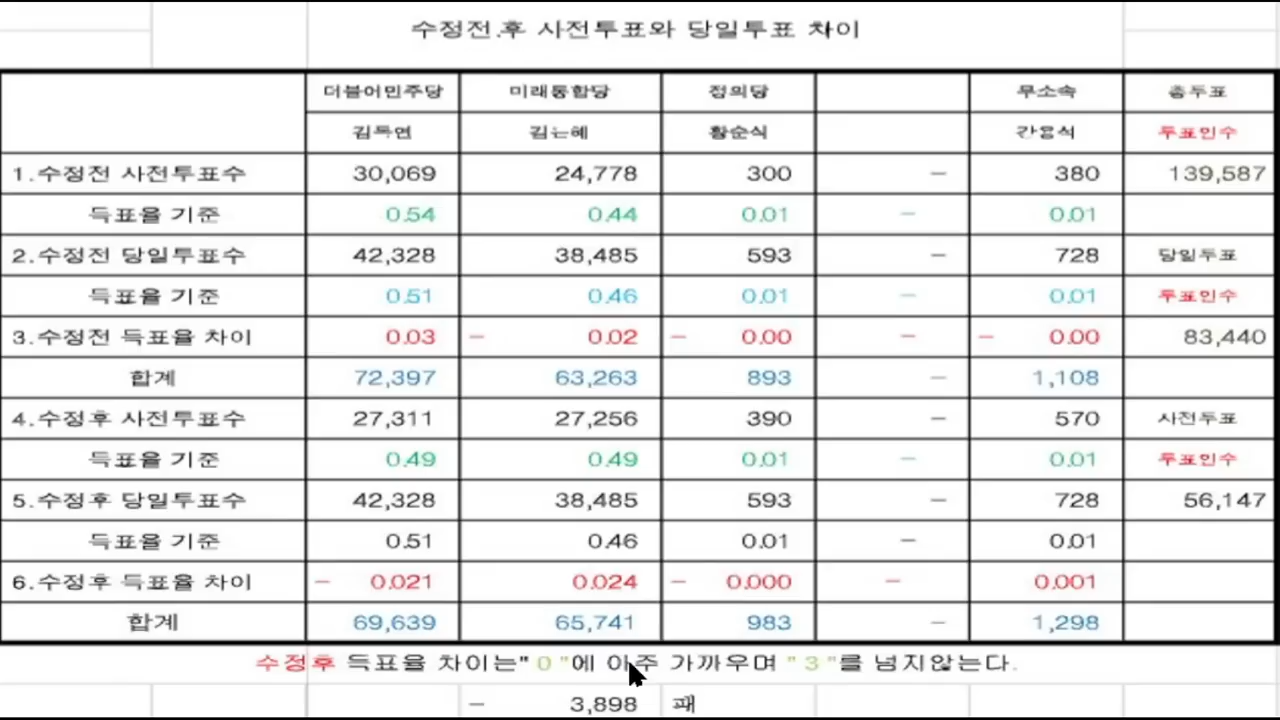 수정전.후 사전투표와 당일투표 차이
더불어민주당 미래통합당 정의당 무소속 총투표
김득연 김은혜 황순식 간용식 투표인수
1.수정전 사전투표수 30,069 24,778 300 - 380 139,587
득표율 기준 0.54 0.44 0.01 - 0.01
2.수정전 당일투표수 42,328 38,485 593 - 728 당일투표
득표율 기준 0.51 0.46 0.01 - 0.01 투표인수
3.수정전 득표율 차이 0.03 - 0.02 - 0.00 - - 0.00 83,440
합계 72,397 63,263 893 - 1,108
4.수정후 사전투표수 27,311 27,256 390 - 570 사전투표
득표율 기준 0.49 0.49 0.01 - 0.01 투표인수
5.수정후 당일투표수 42,328 38,485 593 - 728 56,147
득표율 기준 0.51 0.46 0.01 - 0.01
6.수정후 득표율 차이 - 0.021 0.024 - 0.000 - 0.001
합계 69,639 65,741 983 - 1,298
수정후 득표율 차이는" 0 "에 아주 가까우며 " 3 "를 넘지않는다.
- 3,898 패